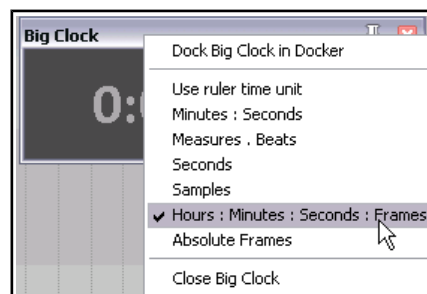 Big Clock
Dock Big Clock in Docker
0:
Use ruler time unit
Minutes : Seconds
Measures . Beats
Seconds
Samples
Hours : Minutes : Seconds : Frames
Absolute Frames
Close Big Clock